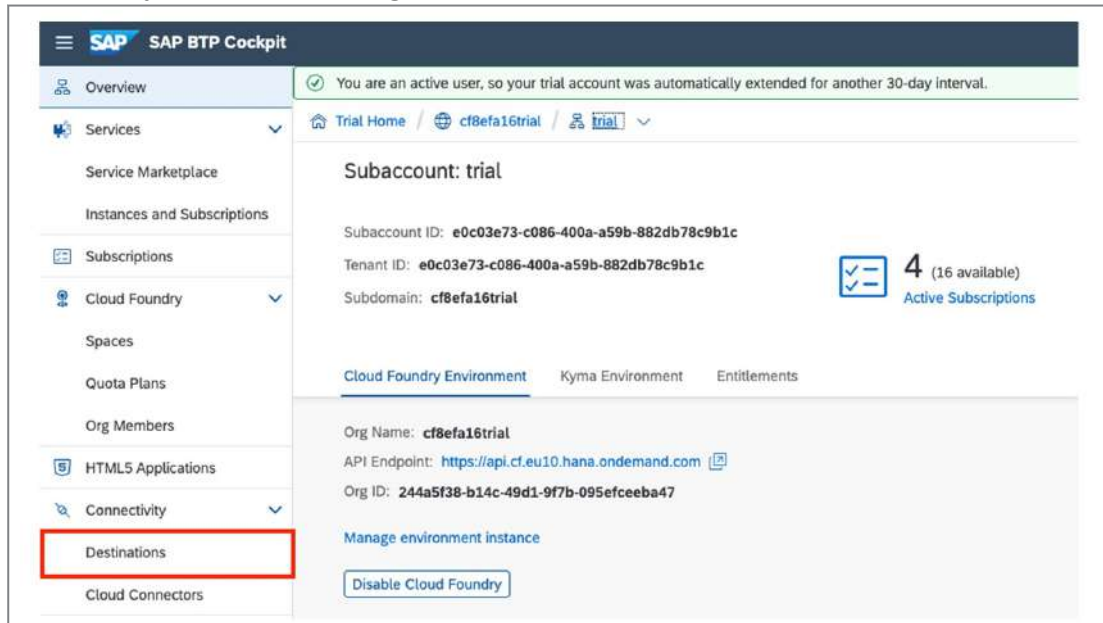 SAP SAP BTP Cockpit
Overview
Services
Service Marketplace
Instances and Subscriptions
Subscriptions
Cloud Foundry
Spaces
Quota Plans
Org Members
HTML5 Applications
Connectivity
Destinations
Cloud Connectors
You are an active user, so your trial account was automatically extended for another 30-day interval.
Trial Home / cf8efa16trial / trial
Subaccount: trial
Subaccount ID: e0c03e73-c086-400a-a59b-882db78c9b1c
Tenant ID: e0c03e73-c086-400a-a59b-882db78c9b1c
Subdomain: cf8efa16trial
4 (16 available)
Active Subscriptions
Cloud Foundry Environment Kyma Environment Entitlements
Org Name: cf8efa16trial
API Endpoint: https://api.cf.eu10.hana.ondemand.com
Org ID: 244a5f38-b14c-49d1-9f7b-095efceeba47
Manage environment instance
Disable Cloud Foundry